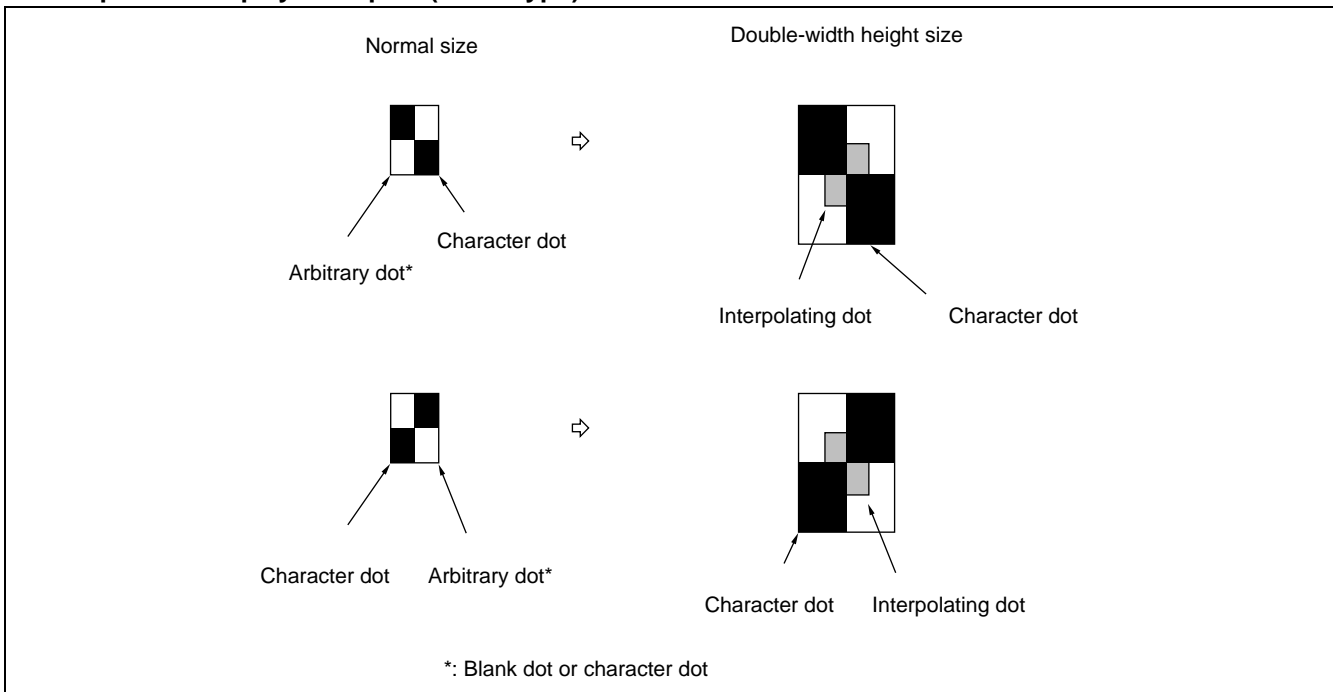 Normal size
Double-width height size
Character dot
Arbitrary dot*
Interpolating dot
Character dot
Character dot
Arbitrary dot*
Character dot
Interpolating dot
*: Blank dot or character dot